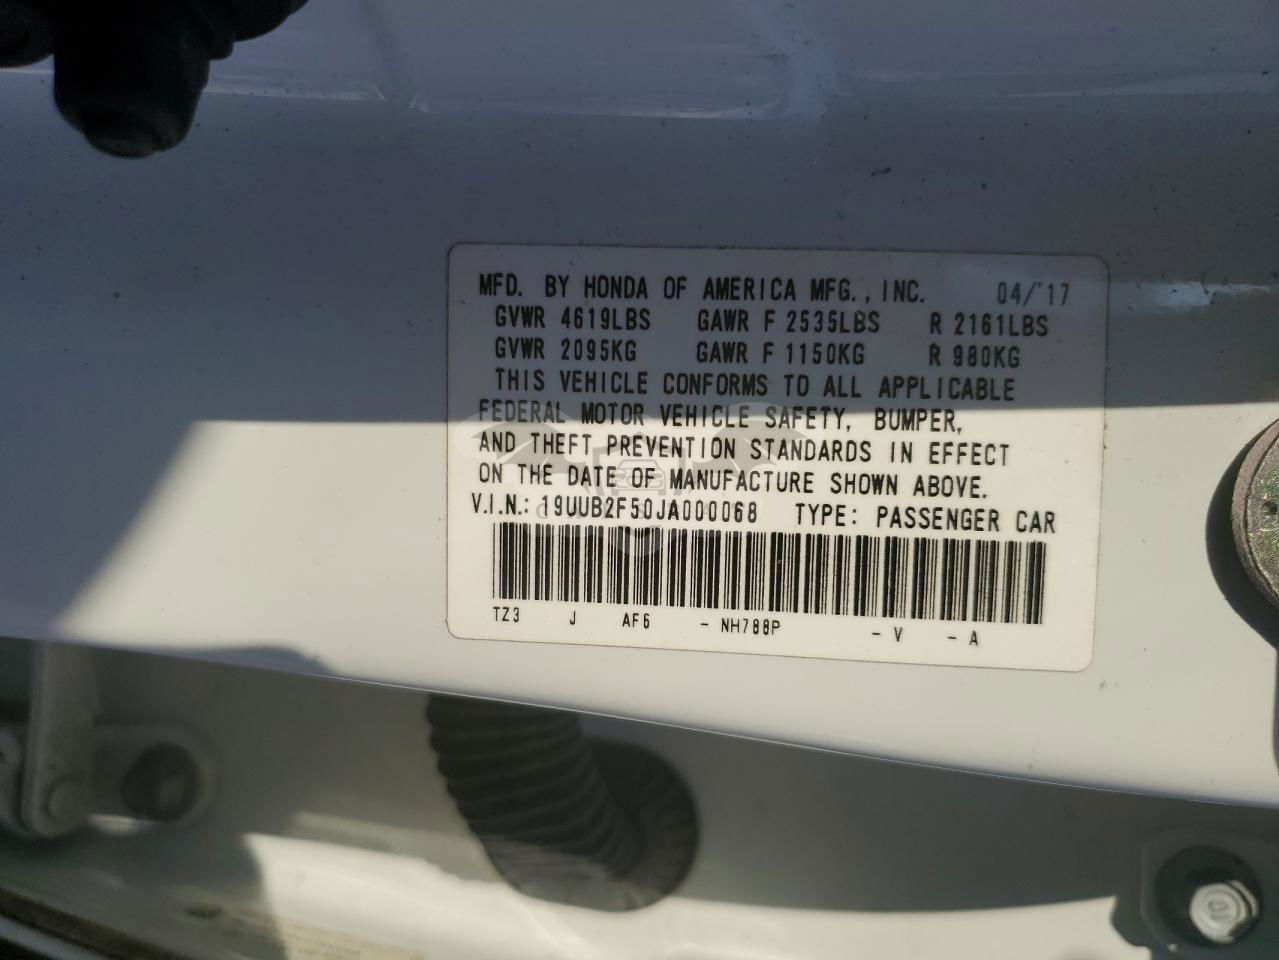 MFD. BY HONDA OF AMERICA MFG., INC. 04/'17
GVWR 4619LBS GAWR F 2535LBS R 2161LBS
GVWR 2095KG GAWR F 1150KG R 980KG
THIS VEHICLE CONFORMS TO ALL APPLICABLE
FEDERAL MOTOR VEHICLE SAFETY, BUMPER,
AND THEFT PREVENTION STANDARDS IN EFFECT
ON THE DATE OF MANUFACTURE SHOWN ABOVE.
V.I.N.: 19UUB2F50JA000068 TYPE: PASSENGER CAR
TZ3 J AF6 - NH788P - V - A